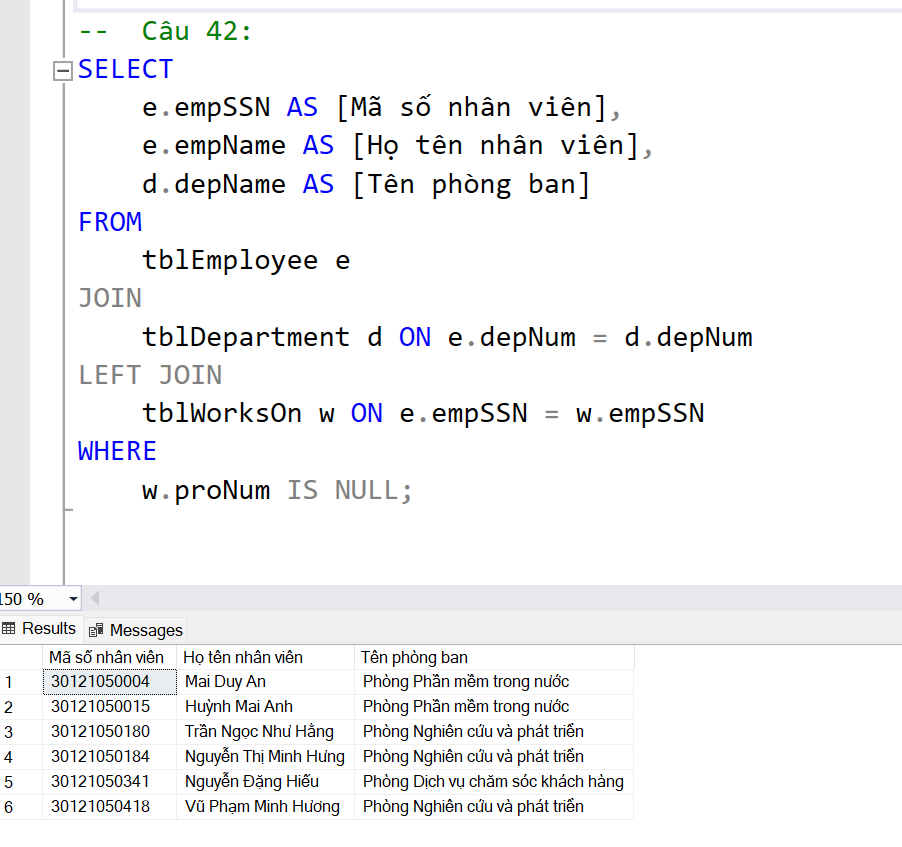 -- Câu 42:
SELECT
e.empSSN AS [Mã số nhân viên],
e.empName AS [Họ tên nhân viên],
d.depName AS [Tên phòng ban]
FROM
tblEmployee e
JOIN
tblDepartment d ON e.depNum = d.depNum
LEFT JOIN
tblWorksOn w ON e.empSSN = w.empSSN
WHERE
w.proNum IS NULL;
150 %
Results Messages
Mã số nhân viên Họ tên nhân viên Tên phòng ban
1 30121050004 Mai Duy An Phòng Phần mềm trong nước
2 30121050015 Huỳnh Mai Anh Phòng Phần mềm trong nước
3 30121050180 Trần Ngọc Như Hằng Phòng Nghiên cứu và phát triển
4 30121050184 Nguyễn Thị Minh Hưng Phòng Nghiên cứu và phát triển
5 30121050341 Nguyễn Đặng Hiếu Phòng Dịch vụ chăm sóc khách hàng
6 30121050418 Vũ Phạm Minh Hương Phòng Nghiên cứu và phát triển